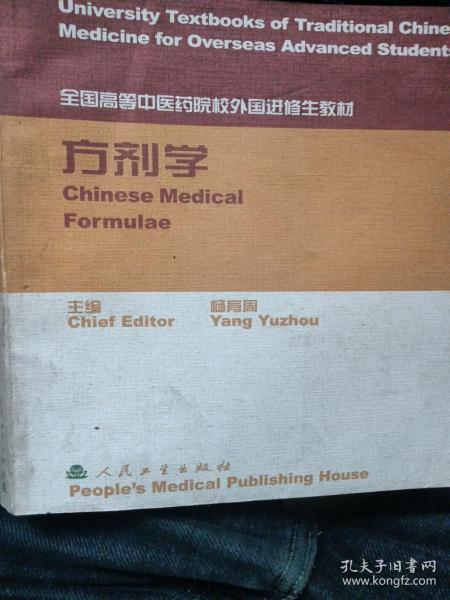 University Textbooks of Traditional Chine
Medicine for Overseas Advanced Students
全国高等中医药院校外国进修生教材
方剂学
Chinese Medical
Formulae
主编 杨育周
Chief Editor Yang Yuzhou
人民卫生出版社
People's Medical Publishing House
孔夫子旧书网
www.kongfz.com